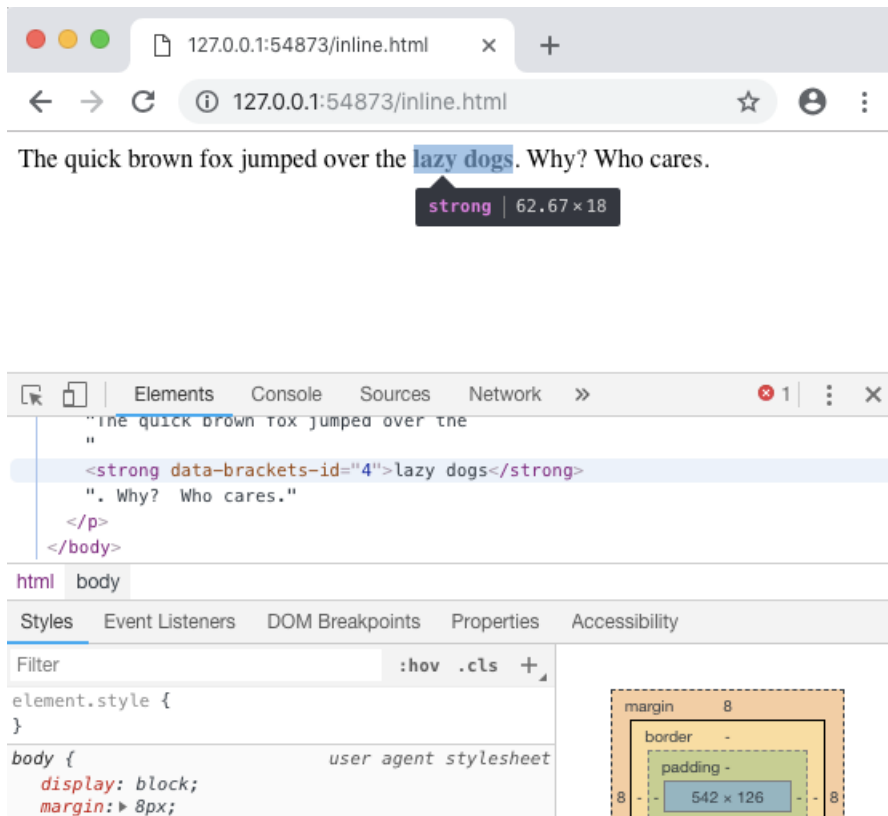 127.0.0.1:54873/inline.html
127.0.0.1:54873/inline.html
The quick brown fox jumped over the lazy dogs. Why? Who cares.
strong 62.67 × 18
Elements Console Sources Network » 1
"The quick brown fox jumped over the
"
<strong data-brackets-id="4">lazy dogs</strong>
". Why?  Who cares."
</p>
</body>
html body
Styles Event Listeners DOM Breakpoints Properties Accessibility
Filter :hov .cls +
element.style {
}
body { user agent stylesheet
display: block;
margin: 8px;
margin 8
border -
padding -
8 - - 542 × 126 - - 8